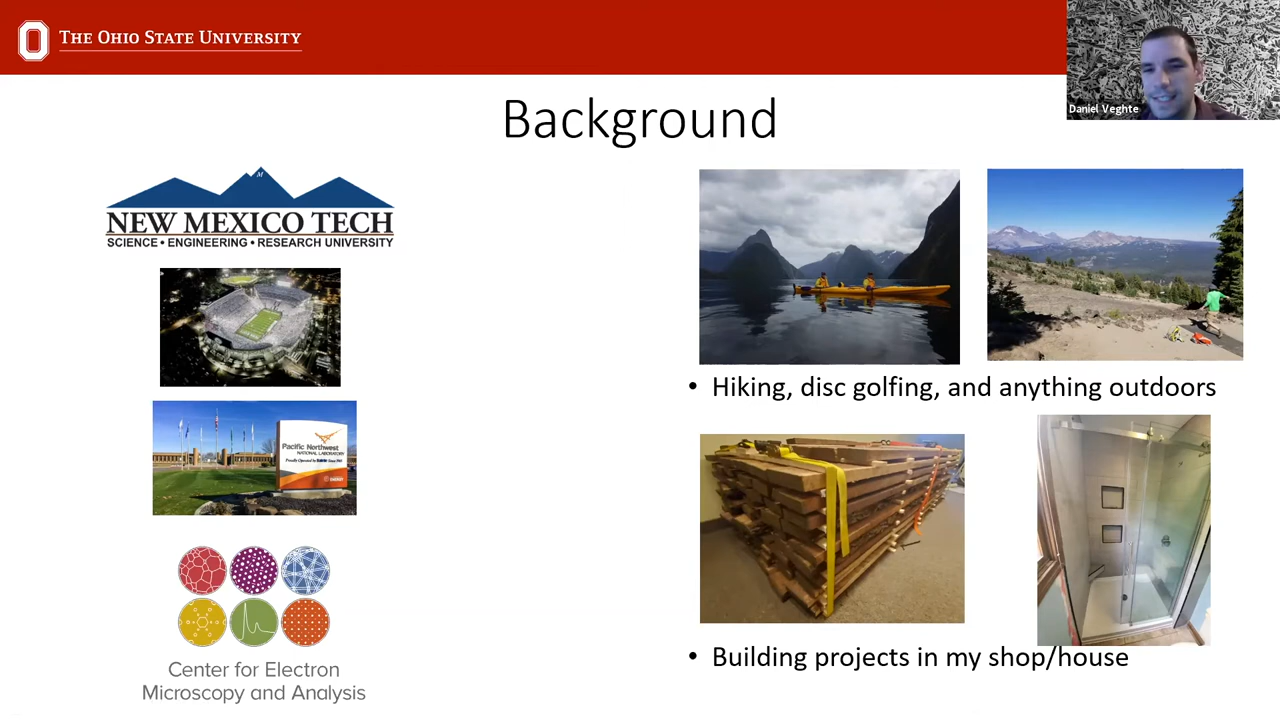 THE OHIO STATE UNIVERSITY
Daniel Veghte
Background
M
NEW MEXICO TECH
SCIENCE • ENGINEERING • RESEARCH UNIVERSITY
Pacific Northwest
NATIONAL LABORATORY
• Hiking, disc golfing, and anything outdoors
Center for Electron
Microscopy and Analysis
• Building projects in my shop/house